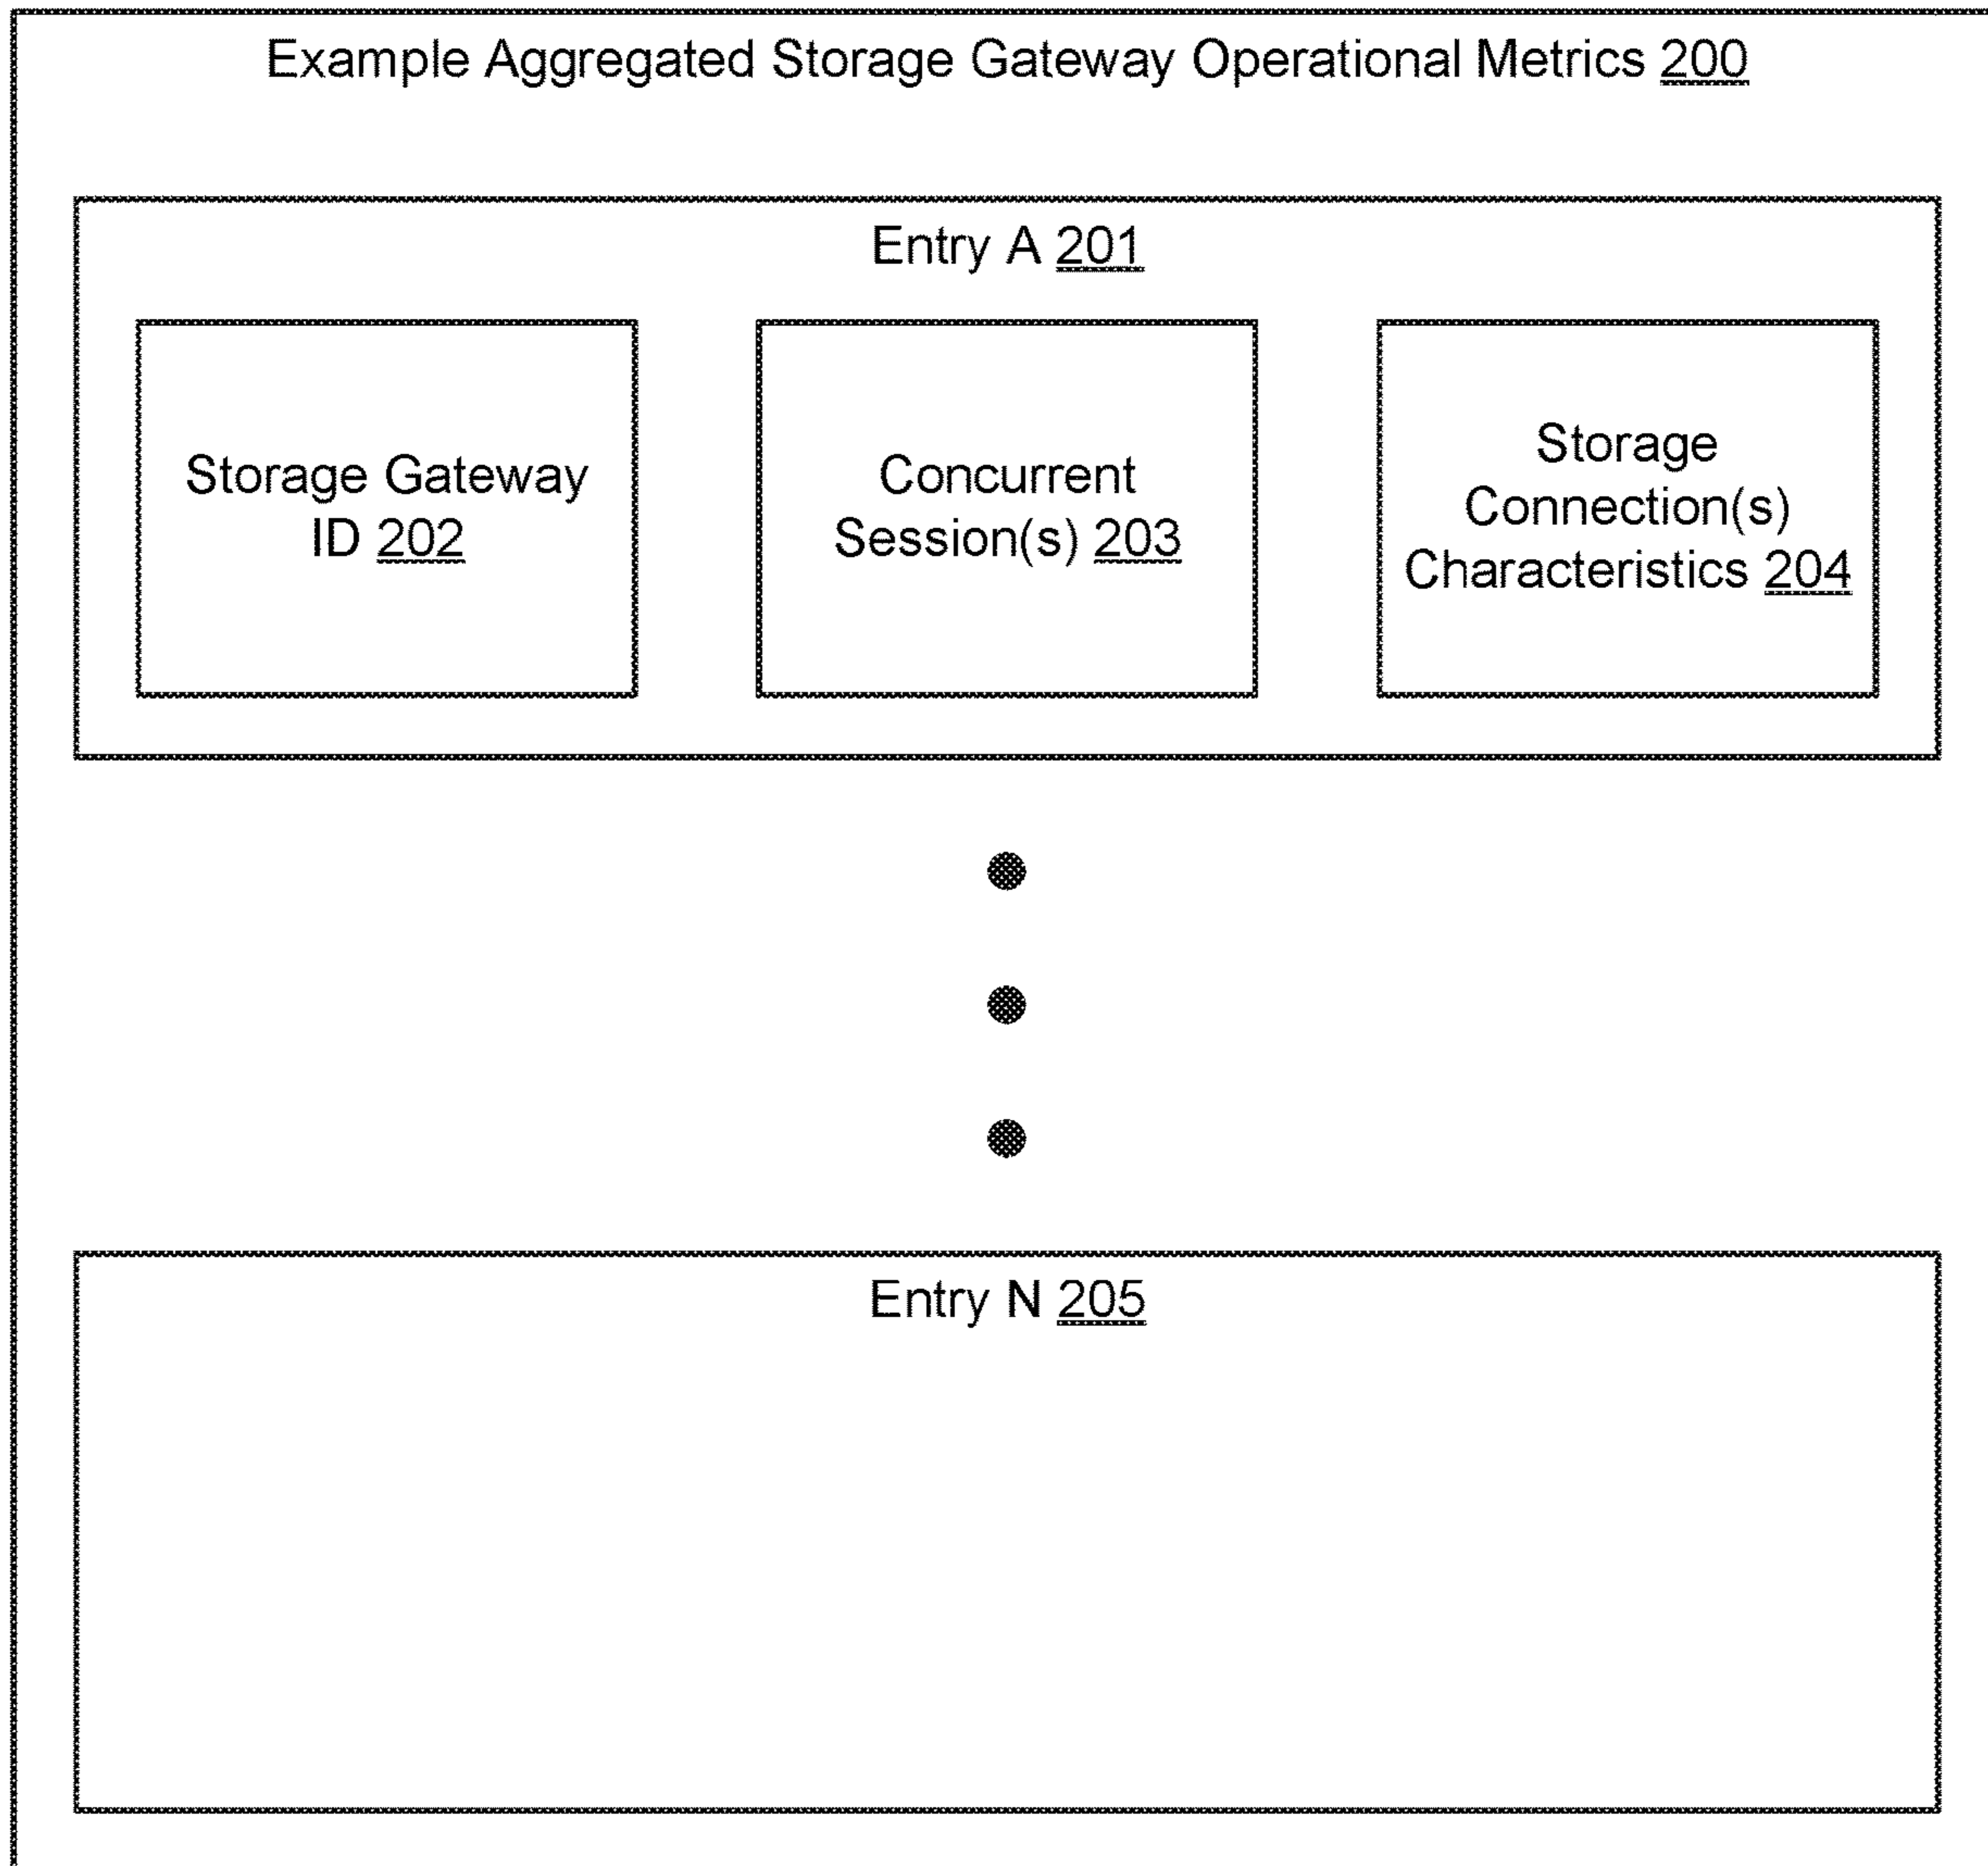 Example Aggregated Storage Gateway Operational Metrics 200
Entry A 201
Storage Gateway
ID 202
Concurrent
Session(s) 203
Storage
Connection(s)
Characteristics 204
Entry N 205